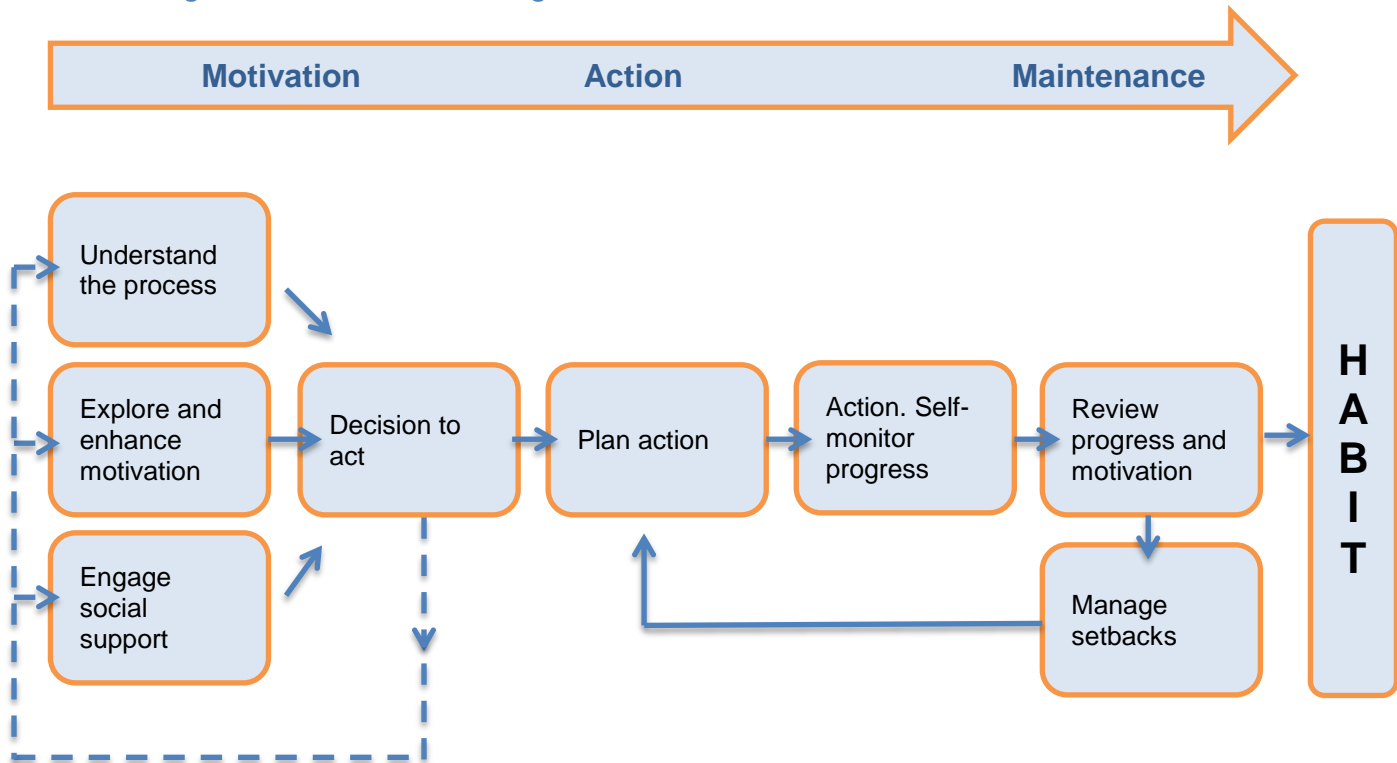 Motivation Action Maintenance
Understand
the process
Explore and
enhance
motivation
Engage
social
support
Decision to
act
Plan action
Action. Self-
monitor
progress
Review
progress and
motivation
Manage
setbacks
H
A
B
I
T